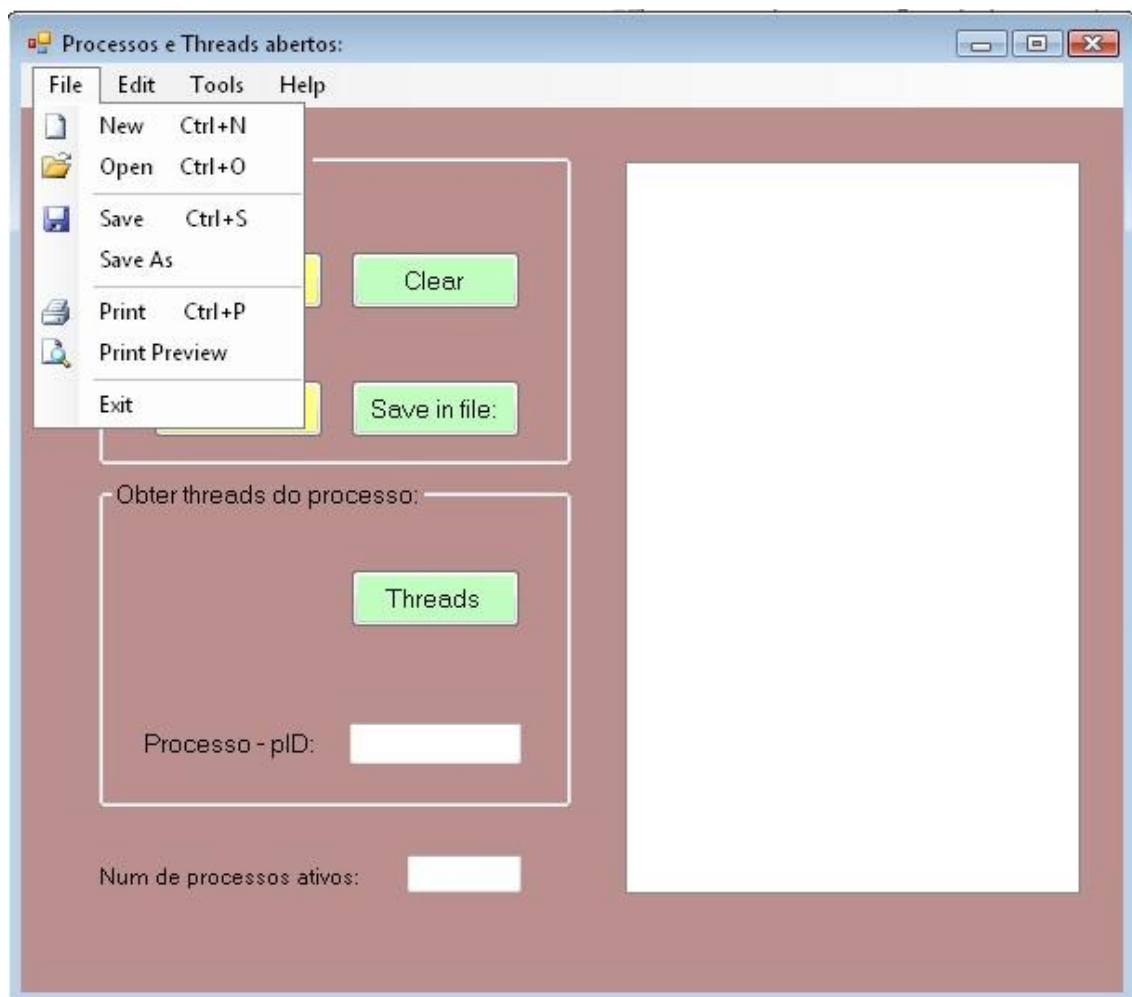 Processos e Threads abertos:
File Edit Tools Help
New Ctrl+N
Open Ctrl+O
Save Ctrl+S
Save As
Print Ctrl+P
Print Preview
Exit
Clear
Save in file:
Obter threads do processo:
Threads
Processo - pID:
Num de processos ativos: